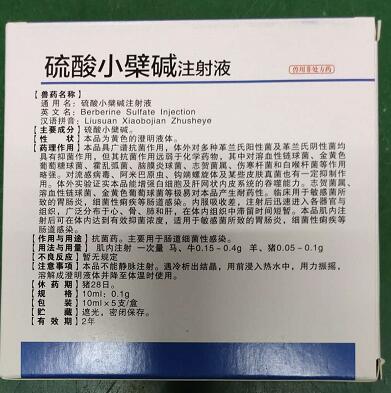 硫酸小檗碱注射液
兽用非处方药
【兽药名称】
通用名:硫酸小檗碱注射液
英文名:Berberine Sulfate Injection
汉语拼音:Liusuan Xiaobojian Zhusheye
【主要成分】硫酸小檗碱。
【性状】本品为黄色的澄明液体。
【药理作用】本品具广谱抗菌作用,体外对多种革兰氏阳性菌及革兰氏阴性菌均
具有抑菌作用,但其抗菌作用远弱于化学药物,其中对溶血性链球菌、金黄色
葡萄糖球菌、霍乱弧菌、脑膜炎球菌、志贺菌属、伤寒杆菌和白喉杆菌等作用
略强。对流感病毒、阿米巴原虫、钩端螺旋体及某些皮肤真菌也有一定抑制作
用。体外实验证实本品能增强白细胞及肝网状内皮系统的吞噬能力。志贺菌属、
溶血性链球菌、金黄色葡萄球菌等极易对本品产生耐药性。临床用于敏感菌所
致的胃肠炎,细菌性痢疾等肠道感染。内服吸收差,注射后迅速进入各器官与
组织,广泛分布于心、骨、肺和肝,在体内组织中滞留时间短暂。本品肌内注
射后可在体内达到有效抑菌浓度,适用于敏感菌所致的胃肠炎,细菌性痢疾等
肠道感染。
【作用与用途】抗菌药。主要用于肠道细菌性感染。
【用法与用量】肌内注射 一次量 马、牛0.15-0.4g 羊、猪0.05-0.1g
【不良反应】暂无规定
【注意事项】本品不能静脉注射。遇冷析出结晶,用前浸入热水中,用力振摇,
溶解成澄明液体并降至体温时使用。
【休药期】猪28日。
【规格】10ml:0.1g
【包装】10ml×5支/盒
【贮藏】遮光,密闭保存。
【有效期】2年